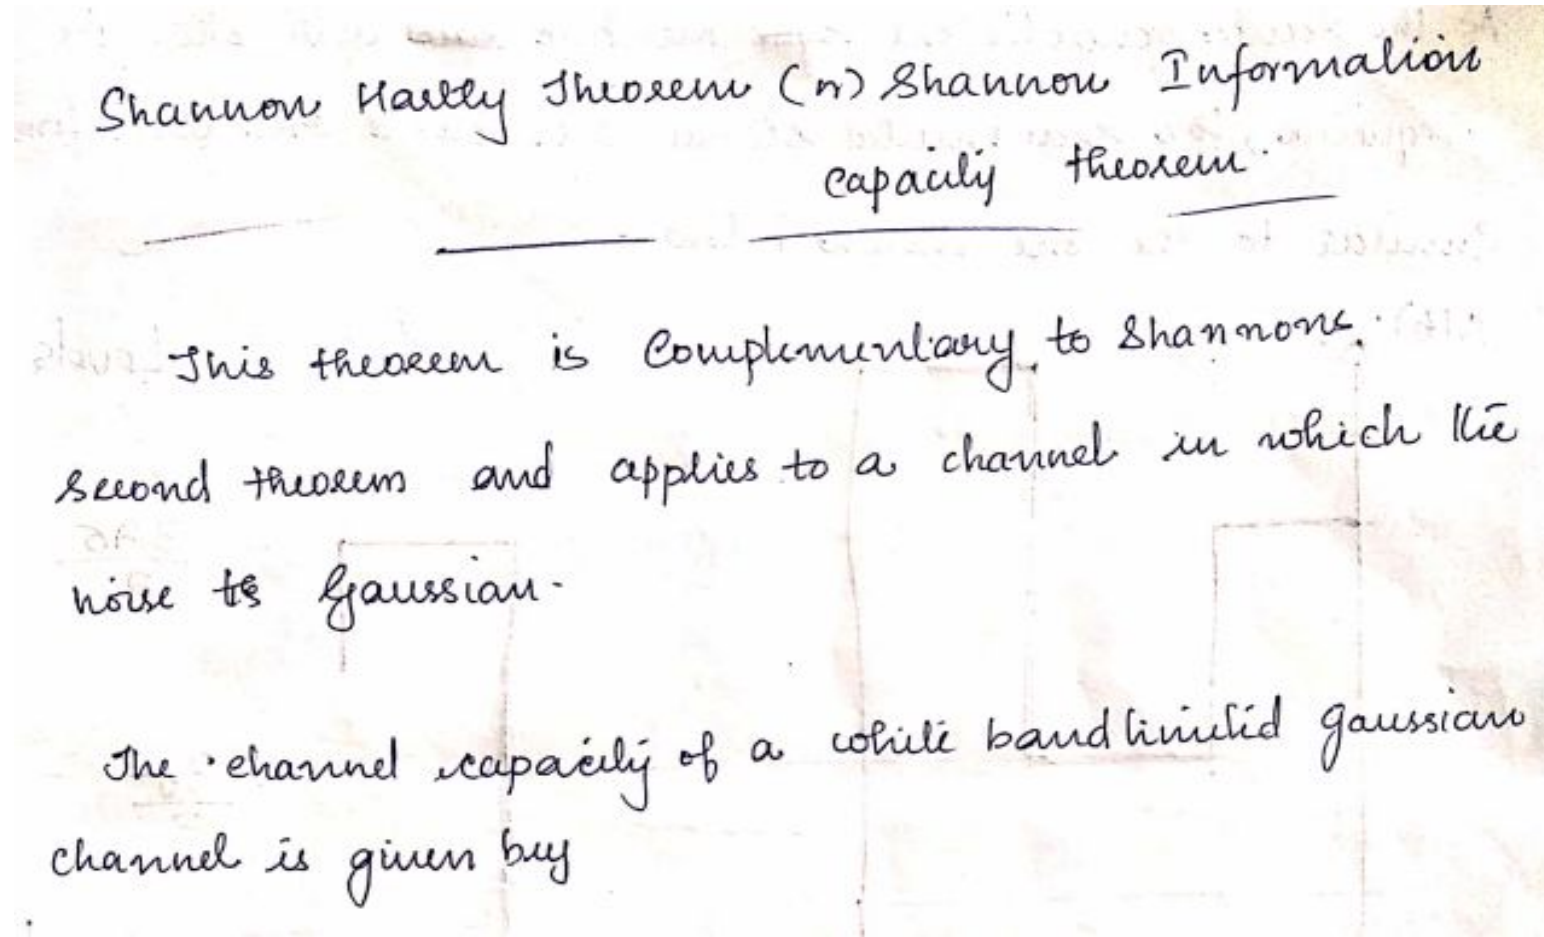 Shannon Hartley Theorem (or) Shannon Information
capacity theorem.
This theorem is Complementary to Shannons
second theorem and applies to a channel in which the
noise is Gaussian.
The channel capacity of a white bandlimited gaussian
channel is given by